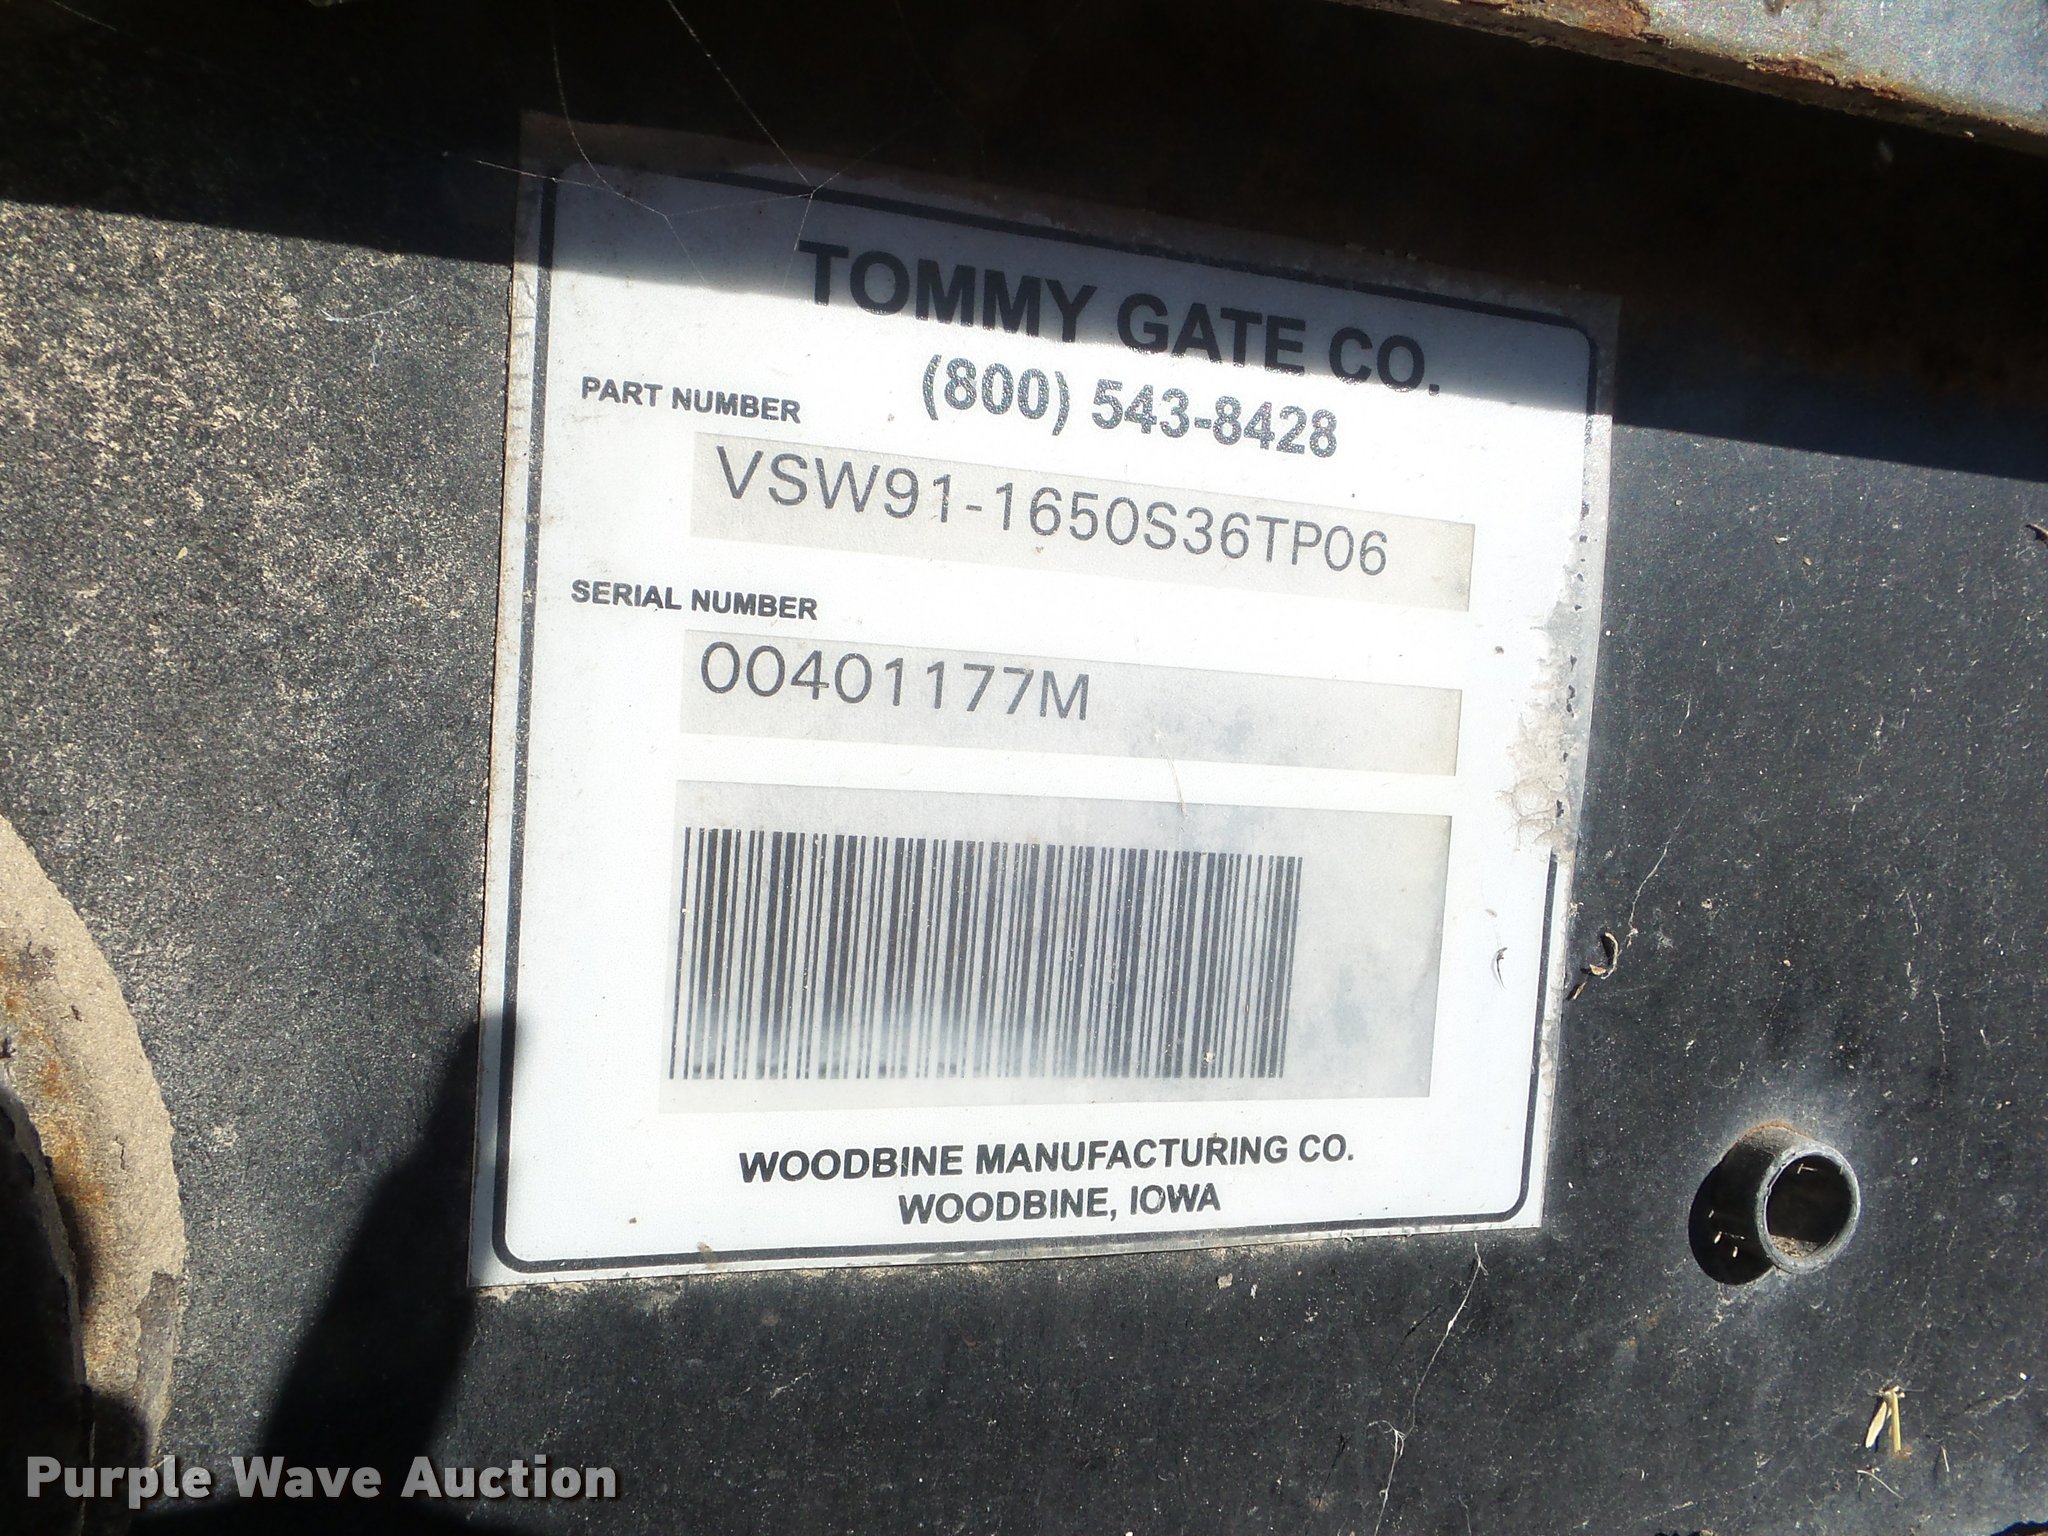 TOMMY GATE CO.
(800) 543-8428
PART NUMBER
VSW91-1650S36TP06
SERIAL NUMBER
00401177M
WOODBINE MANUFACTURING CO.
WOODBINE, IOWA
Purple Wave Auction